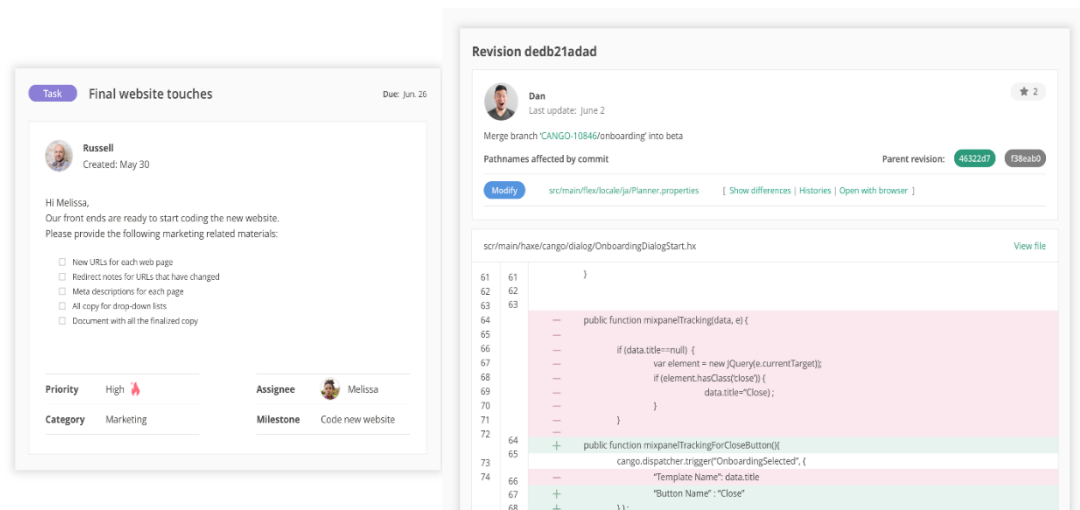 Task
Final website touches
Due: Jun. 26
Russell
Created: May 30
Hi Melissa,
Our front ends are ready to start coding the new website.
Please provide the following marketing related materials:
New URLs for each web page
Redirect notes for URLs that have changed
Meta descriptions for each page
All copy for drop-down lists
Document with all the finalized copy
Priority High
Assignee Melissa
Category Marketing
Milestone Code new website
Revision dedb21adad
Dan
Last update: June 2
2
Merge branch 'CANGO-10846/onboarding' into beta
Pathnames affected by commit
Parent revision: 46322d7 f38eab0
Modify src/main/flex/locale/ja/Planner.properties [ Show differences | Histories | Open with browser ]
scr/main/haxe/cango/dialog/OnboardingDialogStart.hx
View file
61 61 }
62 62
63 63
64 — public function mixpanelTracking(data, e) {
65 —
66 — if (data.title==null) {
67 — var element = new JQuery(e.currentTarget);
68 — if (element.hasClass('close')) {
69 — data.title="Close) ;
70 — }
71 — }
72 —
64 + public function mixpanelTrackingForCloseButton(){
73 65 cango.dispatcher.trigger("OnboardingSelected", {
74 — "Template Name": data.title
66
67 + "Button Name" : "Close"
68 + } } ;